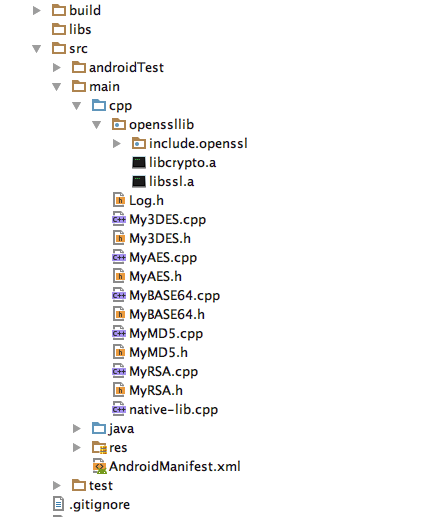 build
libs
src
androidTest
main
cpp
openssllib
include.openssl
libcrypto.a
libssl.a
Log.h
My3DES.cpp
My3DES.h
MyAES.cpp
MyAES.h
MyBASE64.cpp
MyBASE64.h
MyMD5.cpp
MyMD5.h
MyRSA.cpp
MyRSA.h
native-lib.cpp
java
res
AndroidManifest.xml
test
.gitignore